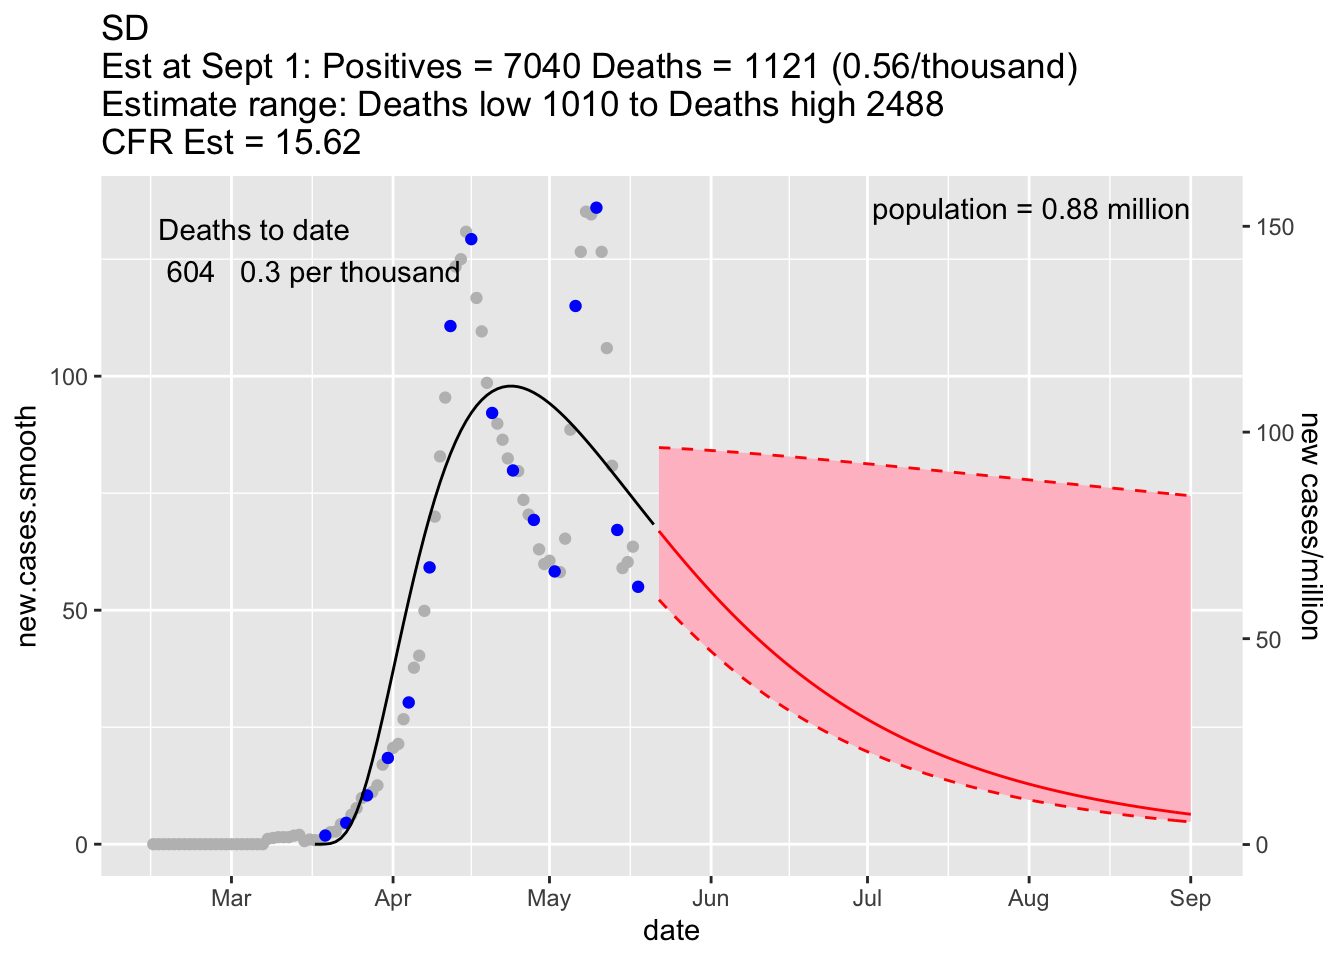 SD
Est at Sept 1: Positives = 7040 Deaths = 1121 (0.56/thousand)
Estimate range: Deaths low 1010 to Deaths high 2488
CFR Est = 15.62
Deaths to date
604 0.3 per thousand
population = 0.88 million
new.cases.smooth
100
50
0
150
100
50
0
new cases/million
Mar Apr May Jun Jul Aug Sep
date